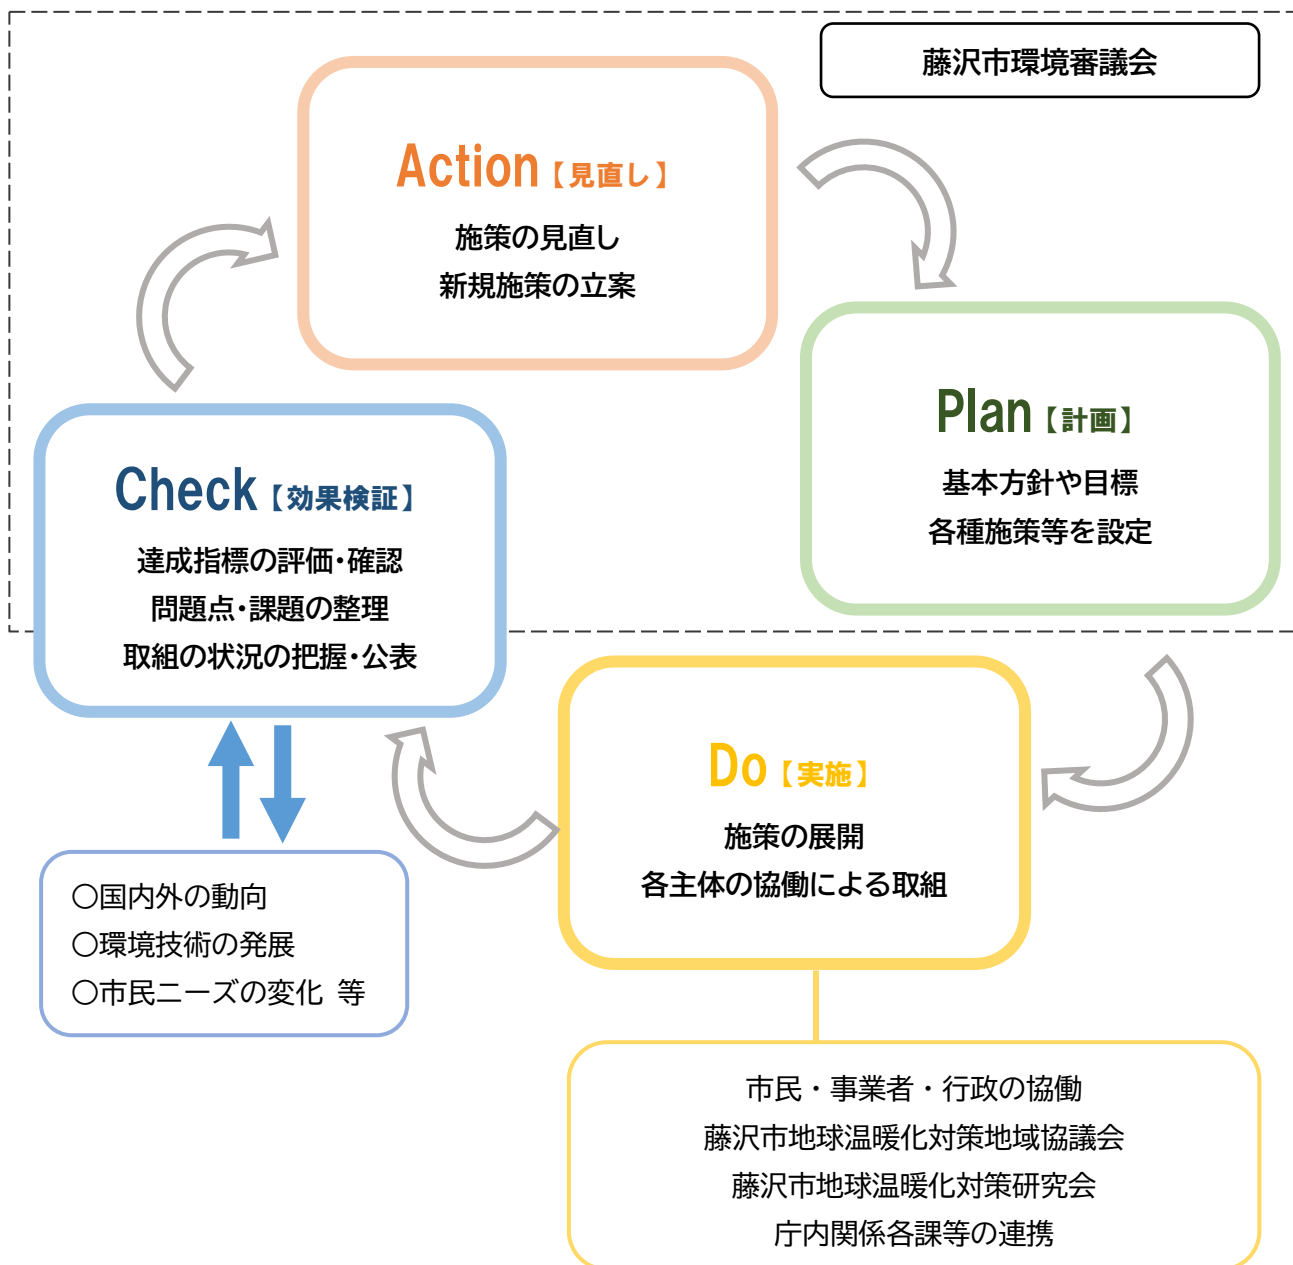 藤沢市環境審議会
Action【見直し】
施策の見直し
新規施策の立案
Plan【計画】
基本方針や目標
各種施策等を設定
Check【効果検証】
達成指標の評価・確認
問題点・課題の整理
取組の状況の把握・公表
Do【実施】
施策の展開
各主体の協働による取組
〇国内外の動向
〇環境技術の発展
〇市民ニーズの変化 等
市民・事業者・行政の協働
藤沢市地球温暖化対策地域協議会
藤沢市地球温暖化対策研究会
庁内関係各課等の連携